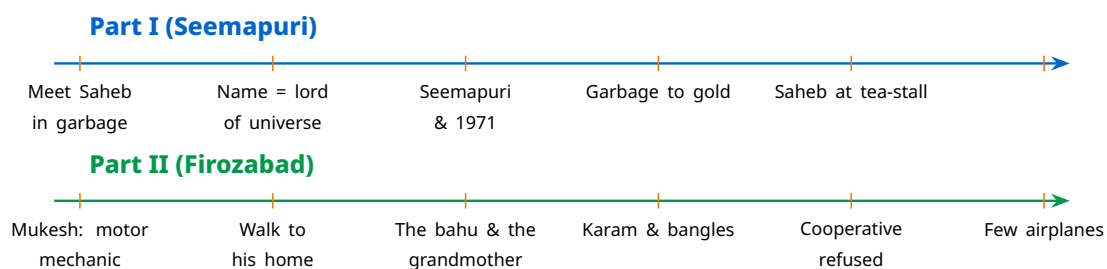 Part I (Seemapuri)
Meet Saheb
in garbage
Name = lord
of universe
Seemapuri
& 1971
Garbage to gold
Saheb at tea-stall
Part II (Firozabad)
Mukesh: motor
mechanic
Walk to
his home
The bahu & the
grandmother
Karam & bangles
Cooperative
refused
Few airplanes